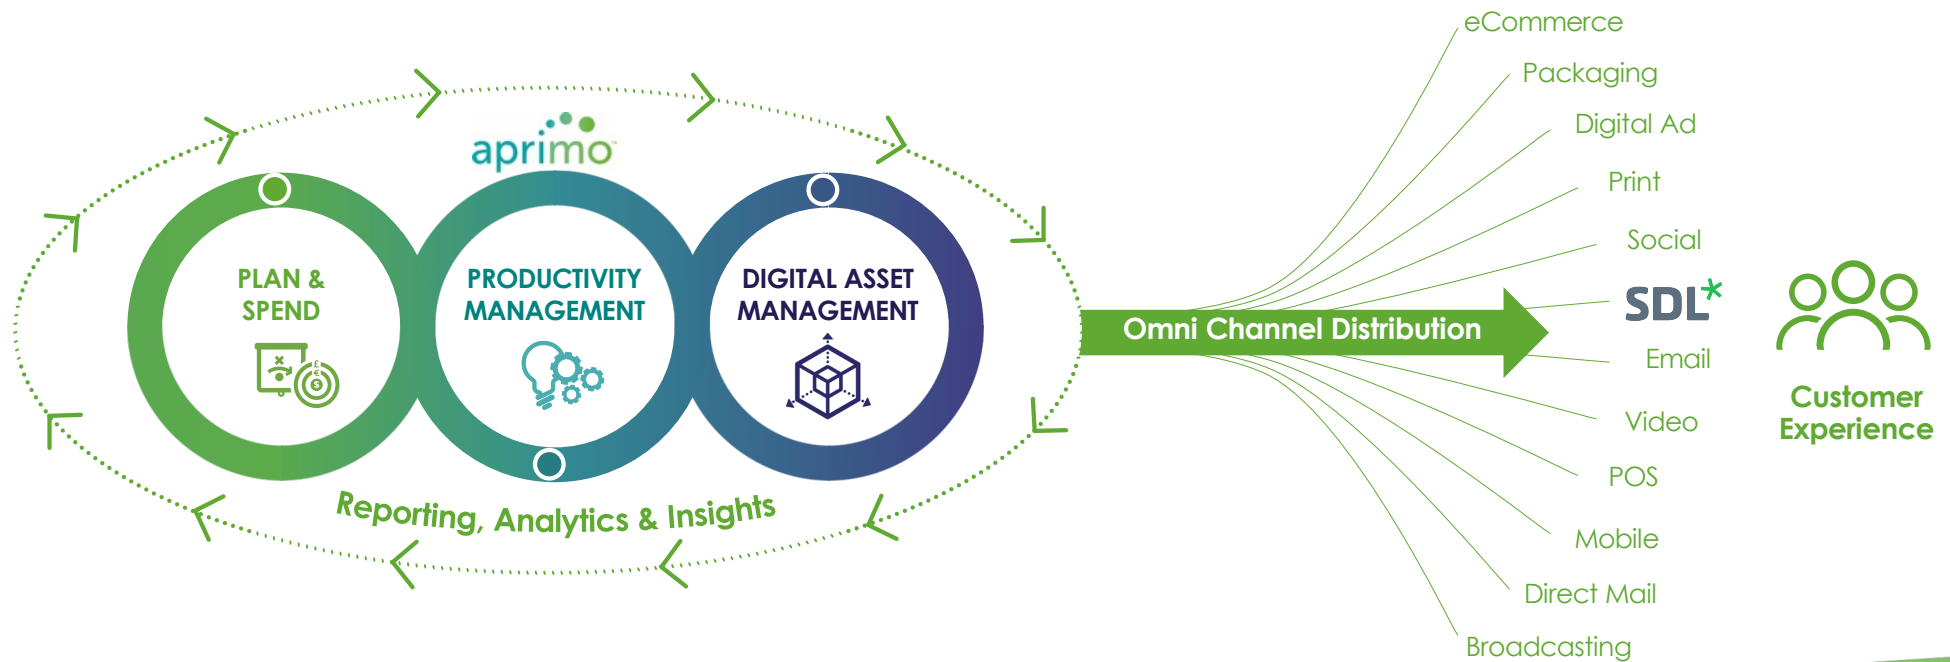 aprimo
PLAN &
SPEND
PRODUCTIVITY
MANAGEMENT
DIGITAL ASSET
MANAGEMENT
Reporting, Analytics & Insights
Omni Channel Distribution
eCommerce
Packaging
Digital Ad
Print
Social
SDL*
Email
Video
POS
Mobile
Direct Mail
Broadcasting
Customer
Experience